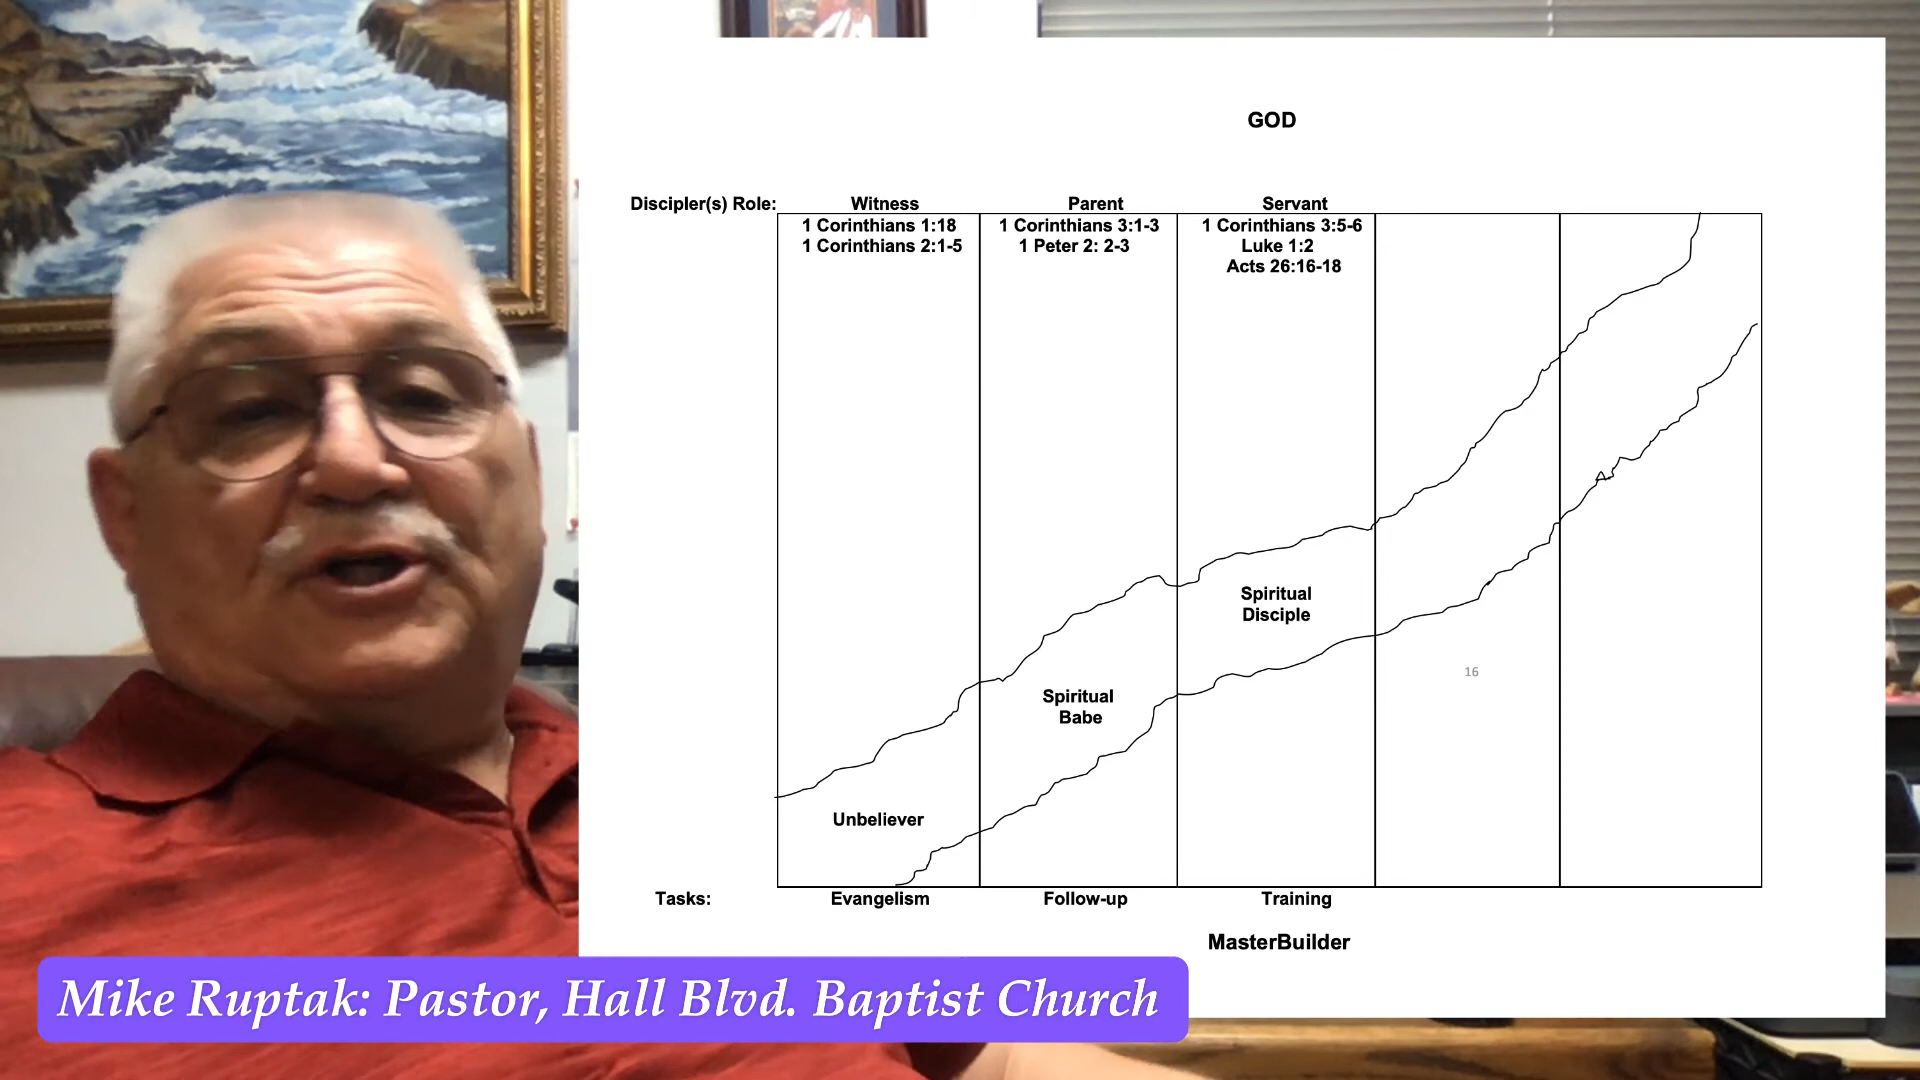 GOD
Discipler(s) Role: Witness Parent Servant
1 Corinthians 1:18 1 Corinthians 3:1-3 1 Corinthians 3:5-6
1 Corinthians 2:1-5 1 Peter 2: 2-3 Luke 1:2
Acts 26:16-18
Spiritual
Disciple
16
Spiritual
Babe
Unbeliever
Tasks: Evangelism Follow-up Training
MasterBuilder
Mike Ruptak: Pastor, Hall Blvd. Baptist Church